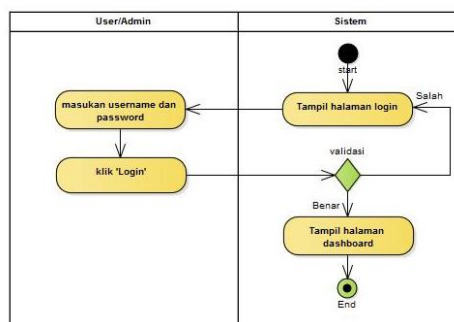 User/Admin
Sistem
start
Tampil halaman login
Salah
masukan username dan
password
klik 'Login'
validasi
Benar
Tampil halaman
dashboard
End